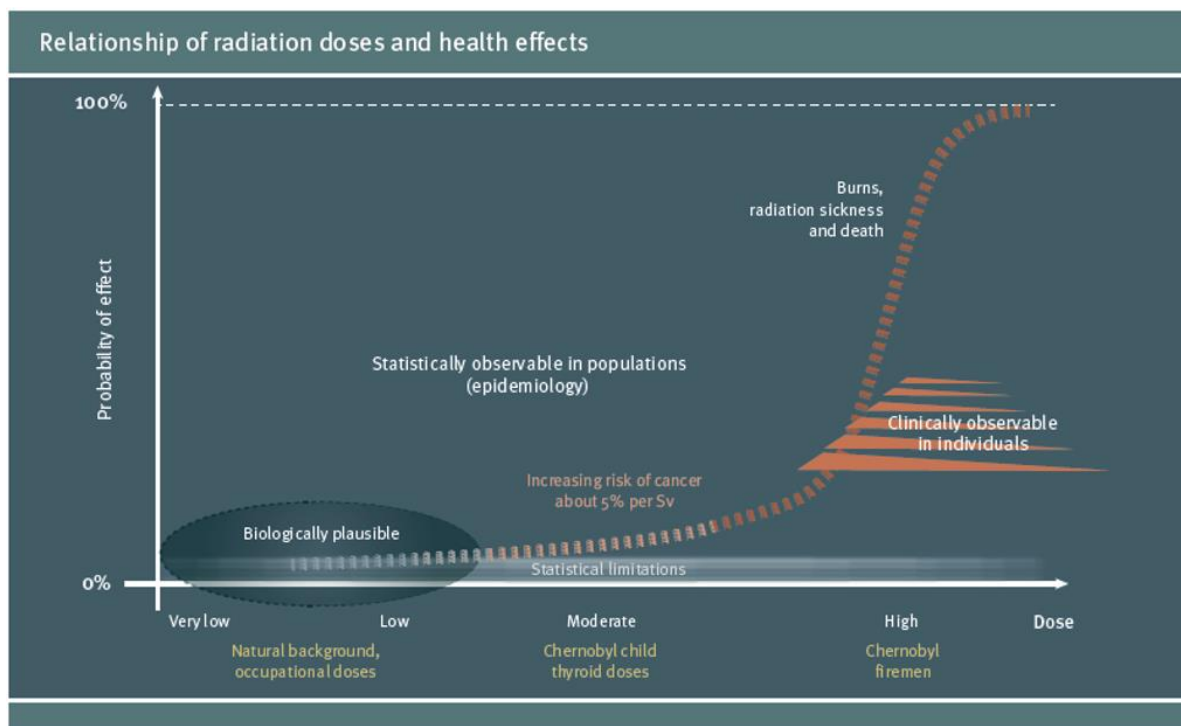 Relationship of radiation doses and health effects
100%
Burns,
radiation sickness
and death
Probability of effect
Statistically observable in populations
(epidemiology)
Clinically observable
in individuals
Increasing risk of cancer
about 5% per Sv
Biologically plausible
Statistical limitations
0%
Very low
Low
Moderate
High
Dose
Natural background,
occupational doses
Chernobyl child
thyroid doses
Chernobyl
firemen